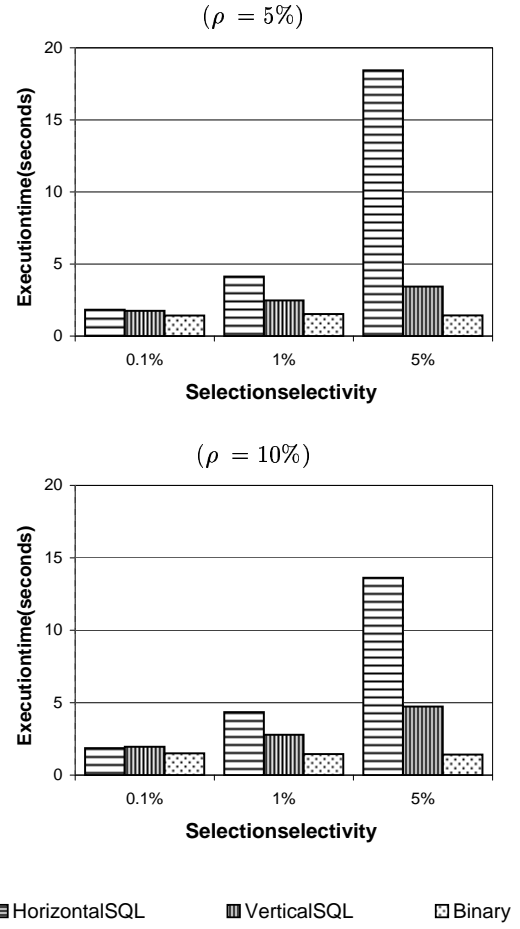 (ρ = 5%)
20
15
10
5
0
Executiontime(seconds)
0.1% 1% 5%
Selectionselectivity
(ρ = 10%)
20
15
10
5
0
Executiontime(seconds)
0.1% 1% 5%
Selectionselectivity
HorizontalSQL VerticalSQL Binary